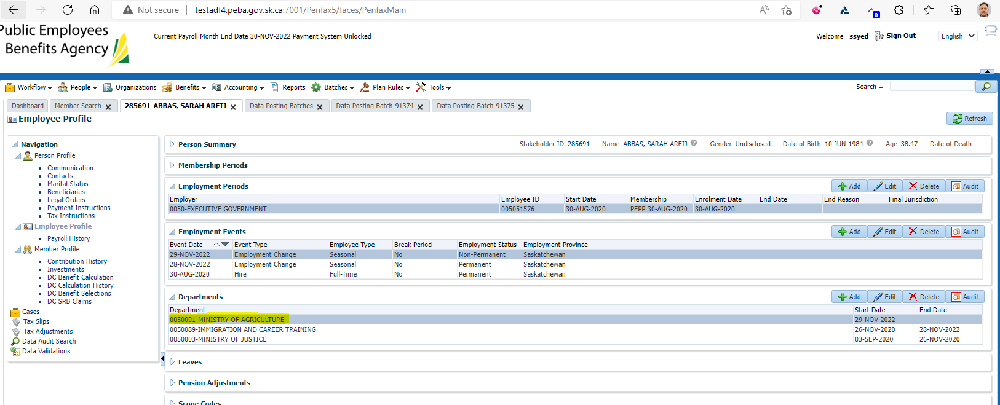 Not secure testadf4.peba.gov.sk.ca:7001/Penfax5/faces/PenfaxMain
0
Public Employees
Benefits Agency
Current Payroll Month End Date 30-NOV-2022 Payment System Unlocked
Welcome ssyed Sign Out English
Workflow People Organizations Benefits Accounting Reports Batches Plan Rules Tools Search
Dashboard Member Search 285691-ABBAS, SARAH AREIJ Data Posting Batches Data Posting Batch-91374 Data Posting Batch-91375
Employee Profile Refresh
Navigation
Person Profile
Communication
Contacts
Marital Status
Beneficiaries
Legal Orders
Payment Instructions
Tax Instructions
Employee Profile
Payroll History
Member Profile
Contribution History
Investments
DC Benefit Calculation
DC Calculation History
DC Benefit Selections
DC SRB Claims
Cases
Tax Slips
Tax Adjustments
Data Audit Search
Data Validations
Person Summary Stakeholder ID 285691 Name ABBAS, SARAH AREIJ Gender Undisclosed Date of Birth 10-JUN-1984 Age 38.47 Date of Death
Membership Periods
Employment Periods Add Edit Delete Audit
Employer Employee ID Start Date Membership Enrolment Date End Date End Reason Final Jurisdiction
0050-EXECUTIVE GOVERNMENT 005051576 30-AUG-2020 PEPP 30-AUG-2020 30-AUG-2020
Employment Events Add Edit Delete Audit
Event Date Event Type Employee Type Break Period Employment Status Employment Province
29-NOV-2022 Employment Change Seasonal No Non-Permanent Saskatchewan
28-NOV-2022 Employment Change Seasonal No Permanent Saskatchewan
30-AUG-2020 Hire Full-Time No Permanent Saskatchewan
Departments Add Edit Delete Audit
Department Start Date End Date
0050001-MINISTRY OF AGRICULTURE 29-NOV-2022
0050089-IMMIGRATION AND CAREER TRAINING 26-NOV-2020 28-NOV-2022
0050003-MINISTRY OF JUSTICE 03-SEP-2020 26-NOV-2020
Leaves
Pension Adjustments
Scope Codes